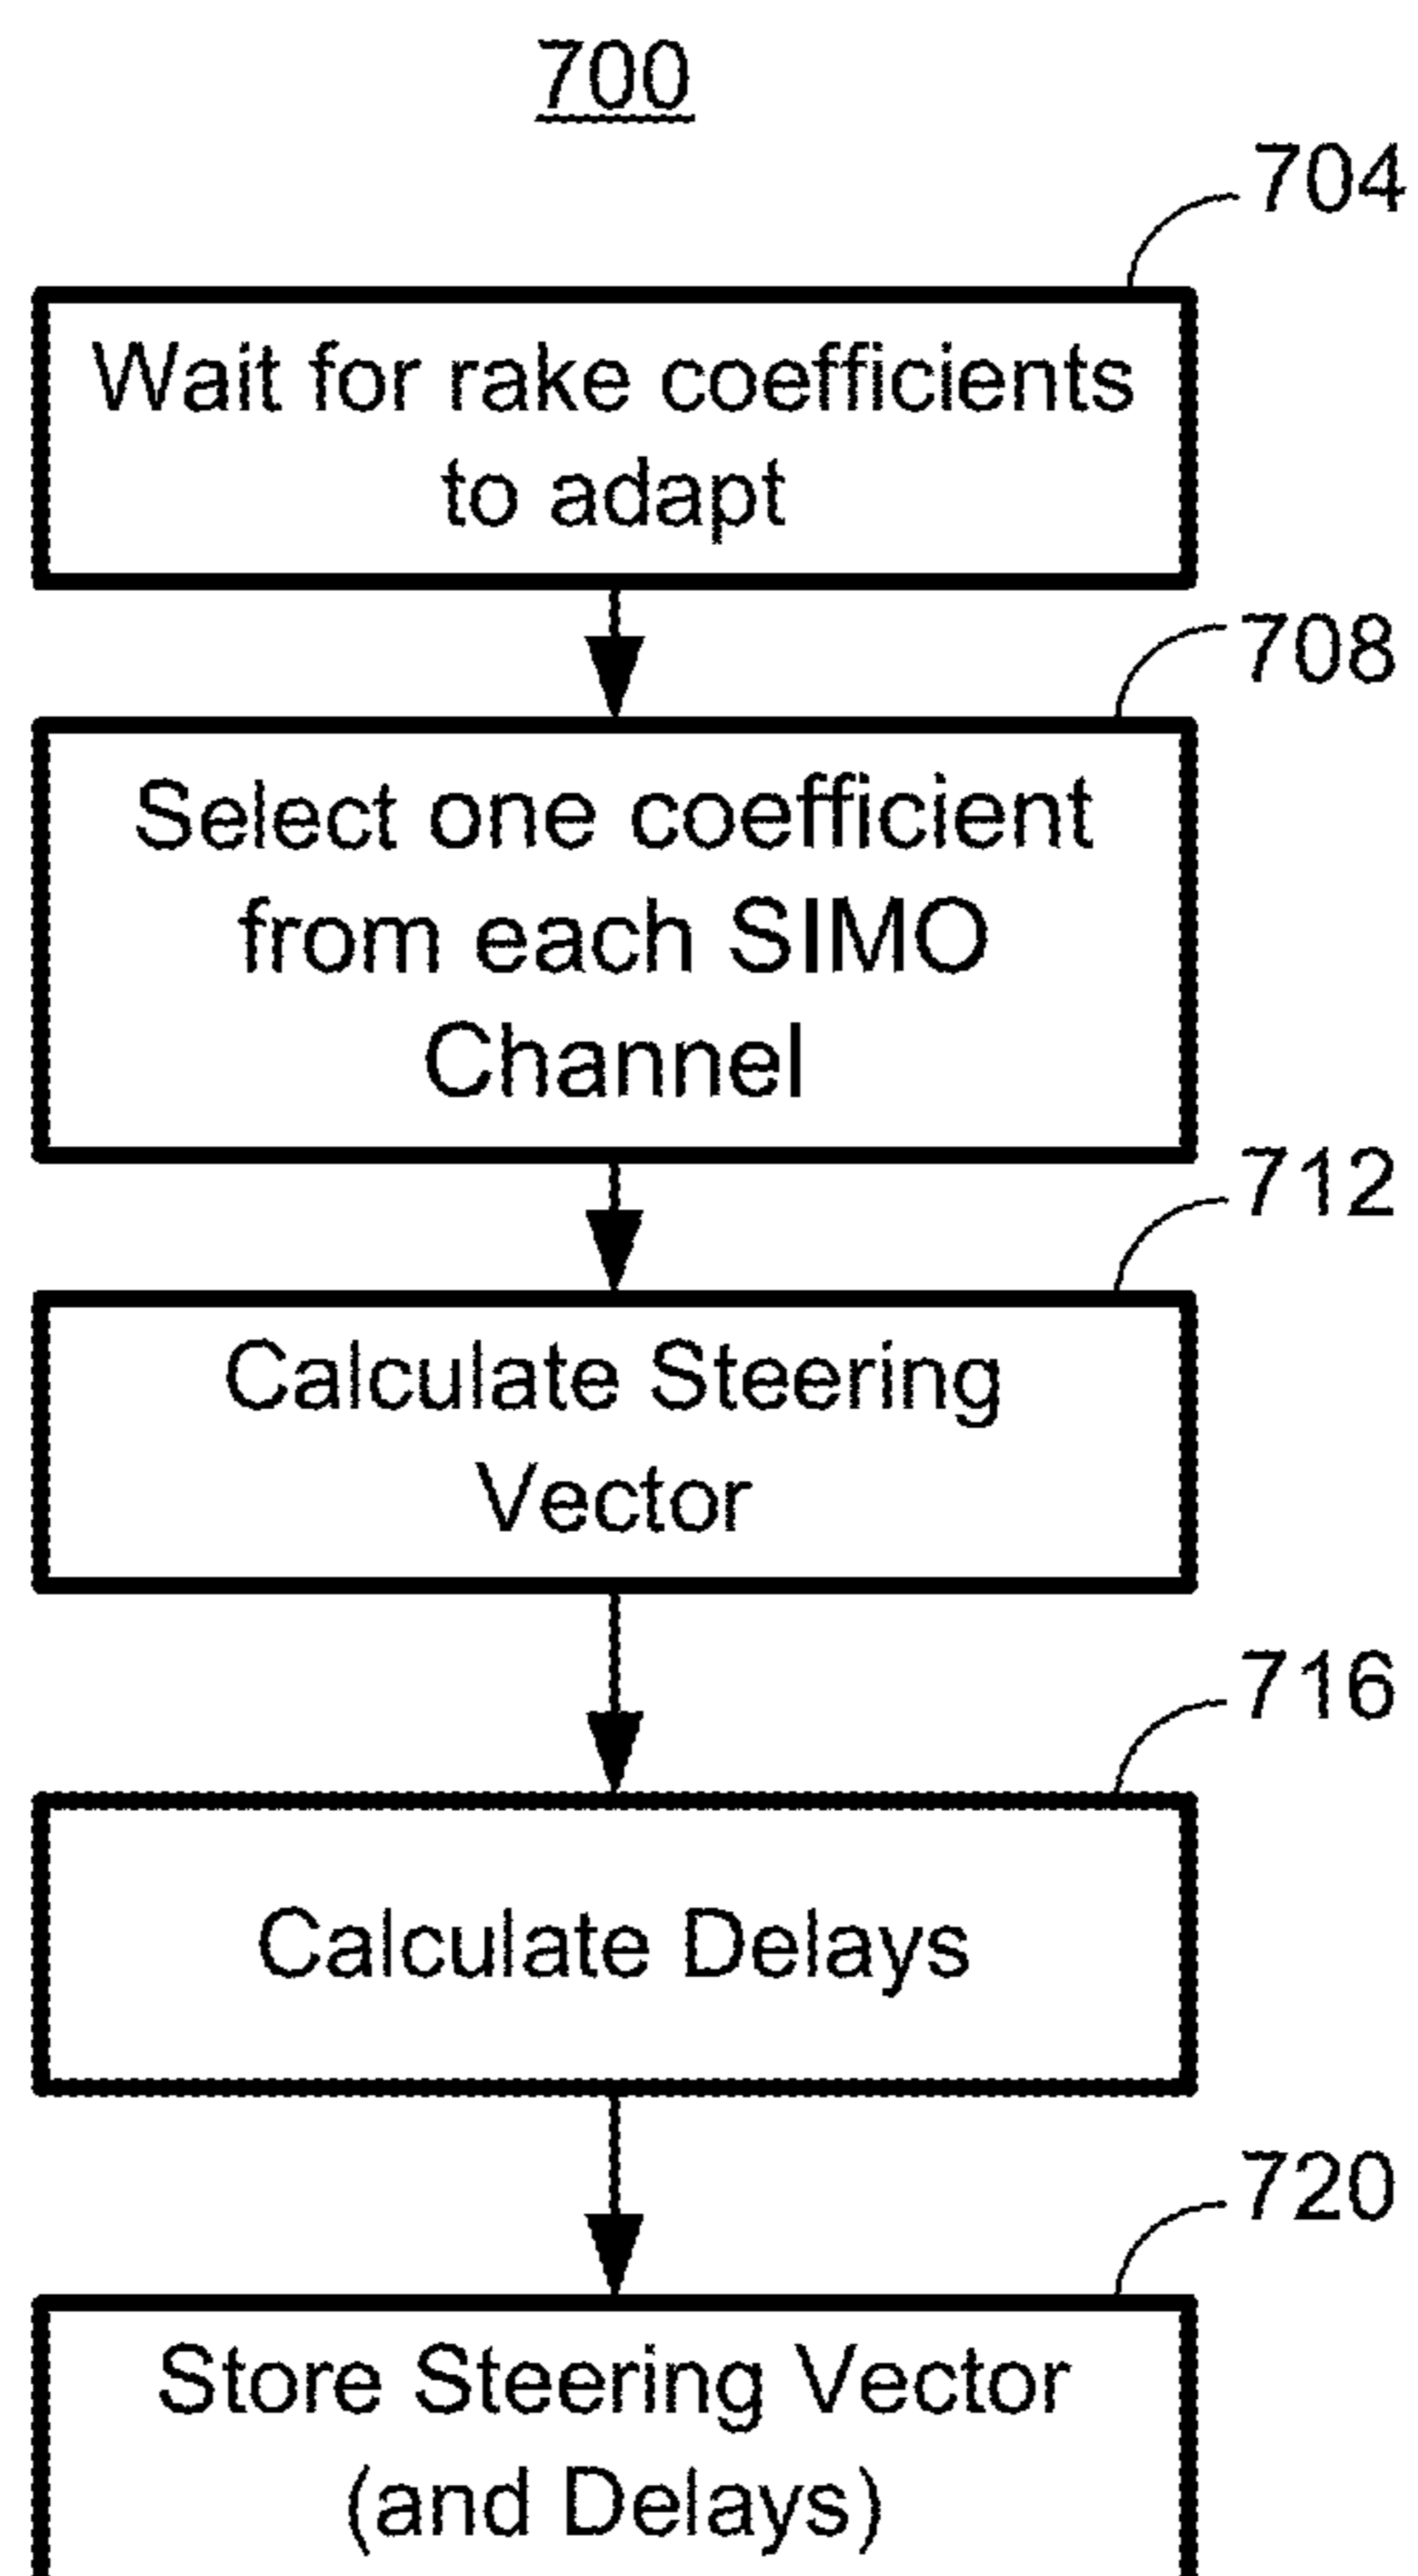 700
704
Wait for rake coefficients
to adapt
708
Select one coefficient
from each SIMO
Channel
712
Calculate Steering
Vector
716
Calculate Delays
720
Store Steering Vector
(and Delays)